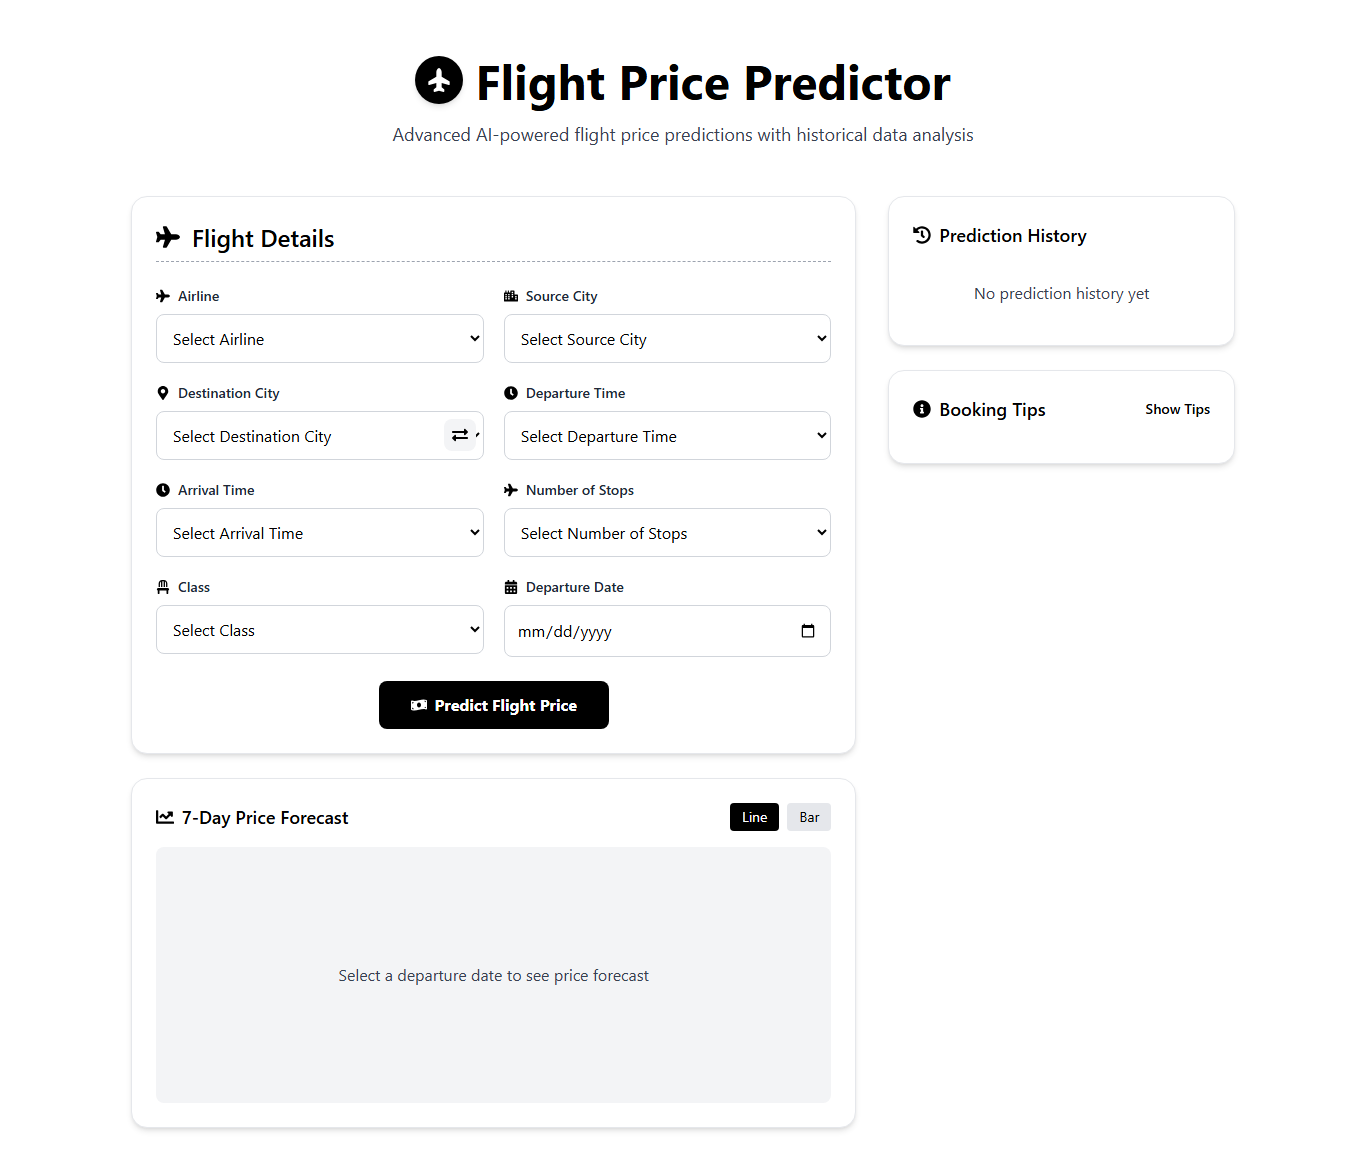 Flight Price Predictor
Advanced AI-powered flight price predictions with historical data analysis
Flight Details
Airline
Select Airline
Source City
Select Source City
Destination City
Select Destination City
Departure Time
Select Departure Time
Arrival Time
Select Arrival Time
Number of Stops
Select Number of Stops
Class
Select Class
Departure Date
mm/dd/yyyy
Predict Flight Price
7-Day Price Forecast
Line
Bar
Select a departure date to see price forecast
Prediction History
No prediction history yet
Booking Tips
Show Tips